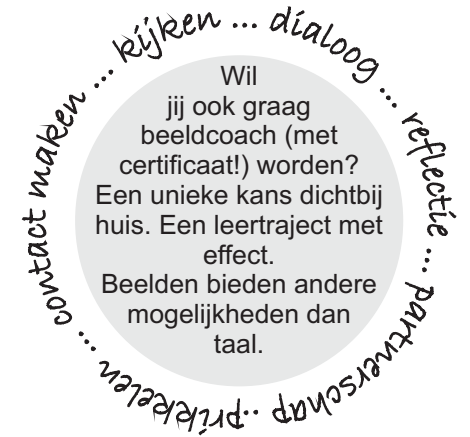 contact maken ... kijken ... dialoog ... reflectie ... partnerschap .. prikkelen ...
Wil
jij ook graag
beeldcoach (met
certificaat!) worden?
Een unieke kans dichtbij
huis. Een leertraject met
effect.
Beelden bieden andere
mogelijkheden dan
taal.